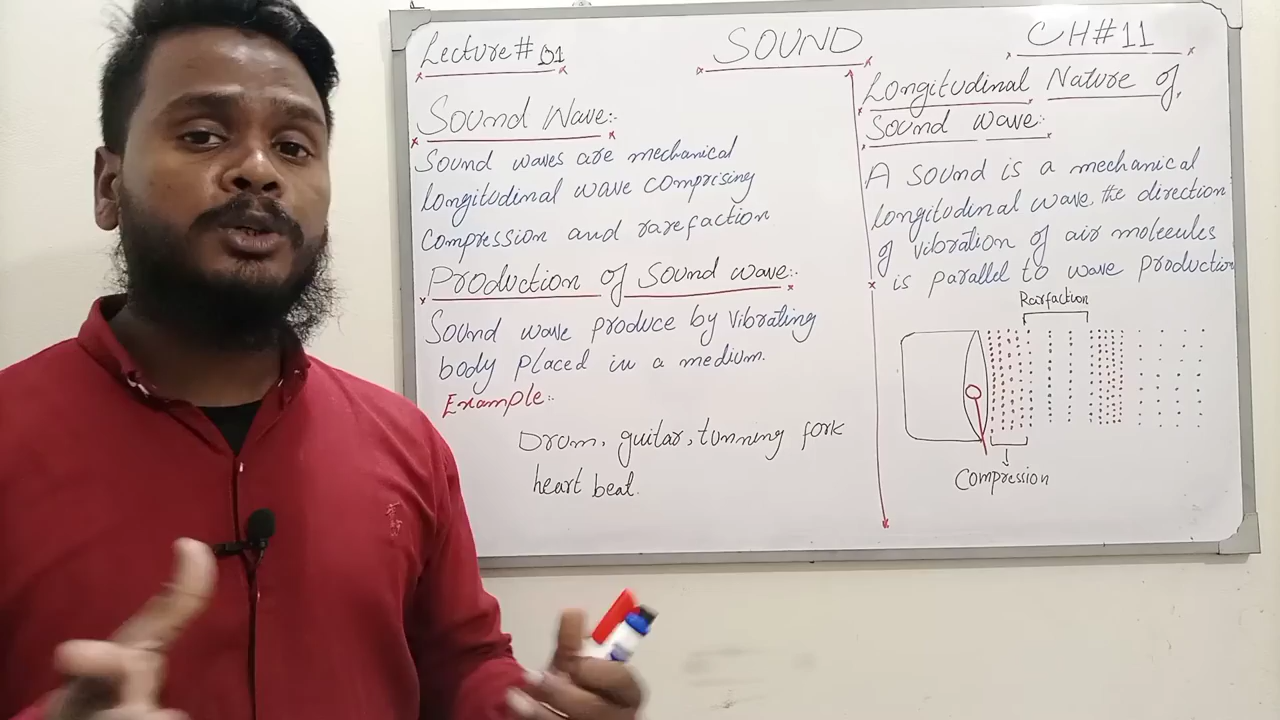 Lecture # 01
SOUND
CH # 11
Sound Wave:-
Sound waves are mechanical
longitudinal wave comprising
compression and rarefaction
Production of Sound wave:-
Sound wave produce by vibrating
body placed in a medium.
Example:-
Drum, guitar, tunning fork
heart beat.
Longitudinal Nature of,
Sound wave:-
A sound is a mechanical
longitudinal wave, the direction
of vibration of air molecules
is parallel to wave production
Rarfaction
Compression